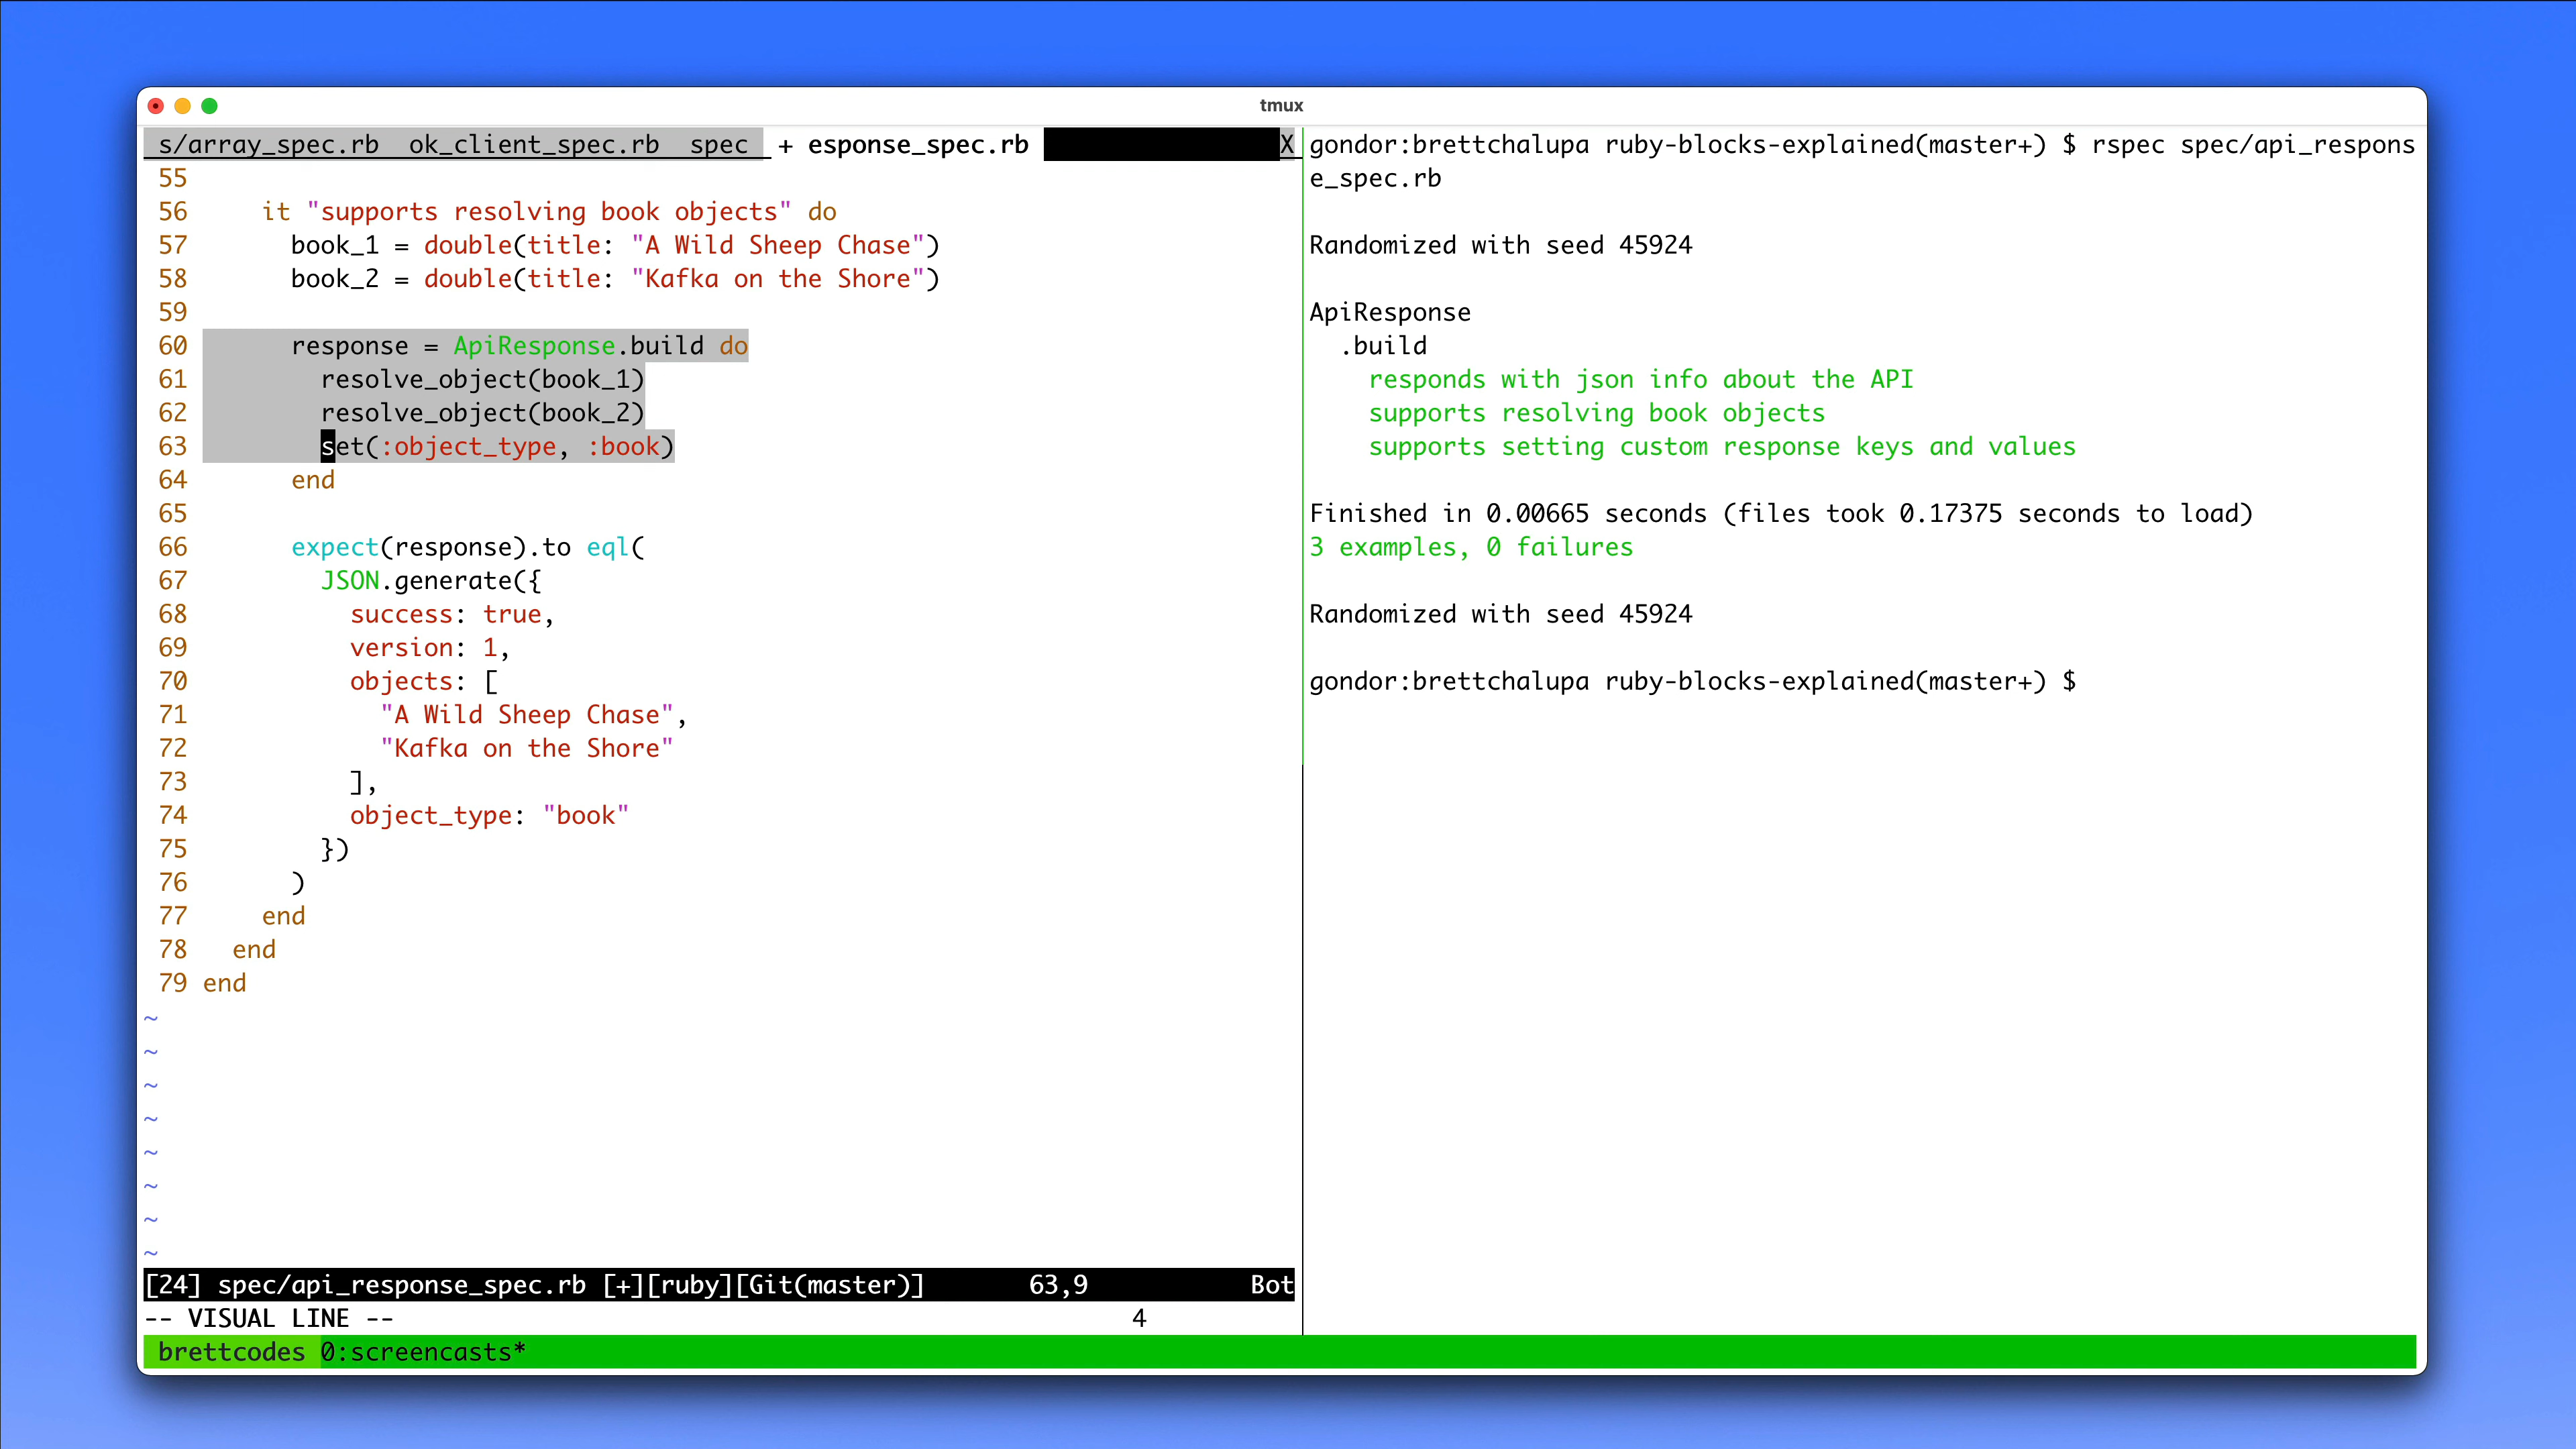 tmux
s/array_spec.rb  ok_client_spec.rb  spec  + esponse_spec.rb  X
55
56     it "supports resolving book objects" do
57       book_1 = double(title: "A Wild Sheep Chase")
58       book_2 = double(title: "Kafka on the Shore")
59
60       response = ApiResponse.build do
61         resolve_object(book_1)
62         resolve_object(book_2)
63         set(:object_type, :book)
64       end
65
66       expect(response).to eql(
67         JSON.generate({
68           success: true,
69           version: 1,
70           objects: [
71             "A Wild Sheep Chase",
72             "Kafka on the Shore"
73           ],
74           object_type: "book"
75         })
76       )
77     end
78   end
79 end
~
~
~
~
~
~
~
~
[24] spec/api_response_spec.rb [+][ruby][Git(master)]       63,9           Bot
-- VISUAL LINE --                                                  4
gondor:brettchalupa ruby-blocks-explained(master+) $ rspec spec/api_respons
e_spec.rb
Randomized with seed 45924
ApiResponse
  .build
    responds with json info about the API
    supports resolving book objects
    supports setting custom response keys and values
Finished in 0.00665 seconds (files took 0.17375 seconds to load)
3 examples, 0 failures
Randomized with seed 45924
gondor:brettchalupa ruby-blocks-explained(master+) $
brettcodes 0:screencasts*